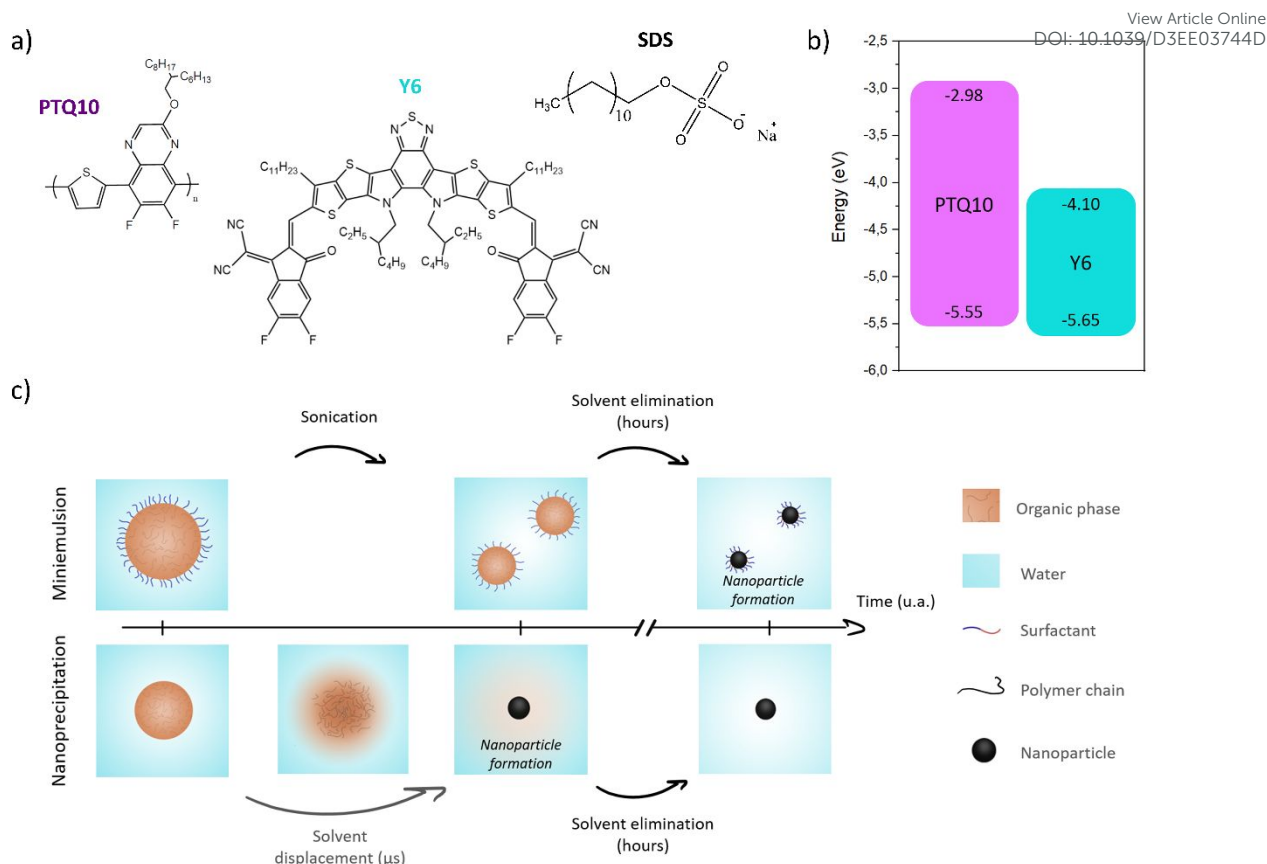 View Article Online
DOI: 10.1039/D3EE03744D
a)
PTQ10
C8H17
C6H13
O
N
N
S
F
F
n
Y6
S
N
N
C11H23
S
S
C11H23
S
N
N
S
C2H5
C2H5
C4H9
C4H9
NC
CN
O
O
CN
NC
F
F
F
F
SDS
H3C
10
O
O
S
O
O-
Na+
b)
Energy (eV)
-2,5
-3,0
-3,5
-4,0
-4,5
-5,0
-5,5
-6,0
-2.98
PTQ10
-5.55
-4.10
Y6
-5.65
c)
Sonication
Solvent elimination
(hours)
Miniemulsion
Nanoparticle
formation
Time (u.a.)
Nanoprecipitation
Nanoparticle
formation
Solvent
displacement (µs)
Solvent elimination
(hours)
Organic phase
Water
Surfactant
Polymer chain
Nanoparticle